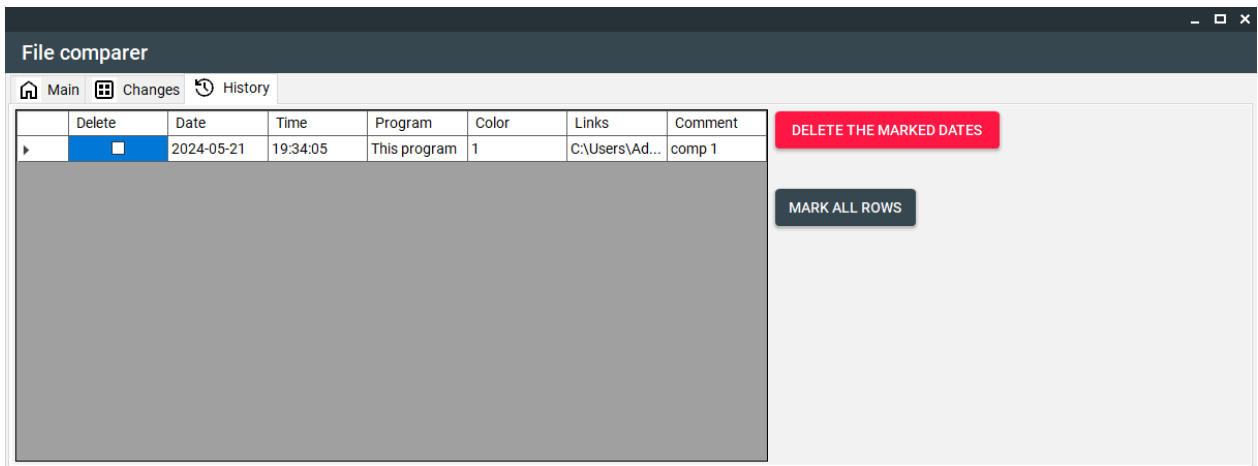 File comparer
Main Changes History
Delete Date Time Program Color Links Comment
2024-05-21 19:34:05 This program 1 C:\Users\Ad... comp 1
DELETE THE MARKED DATES
MARK ALL ROWS